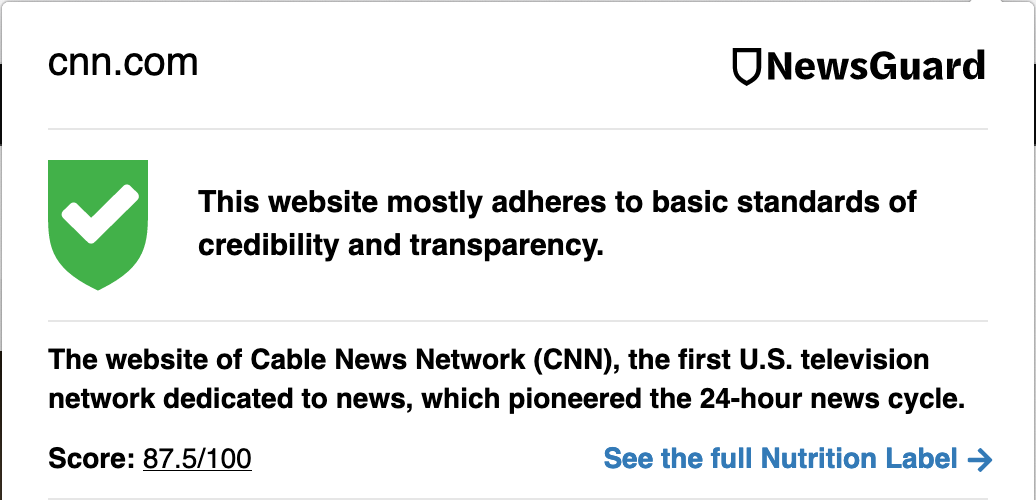 cnn.com
NewsGuard
This website mostly adheres to basic standards of
credibility and transparency.
The website of Cable News Network (CNN), the first U.S. television
network dedicated to news, which pioneered the 24-hour news cycle.
Score: 87.5/100
See the full Nutrition Label →